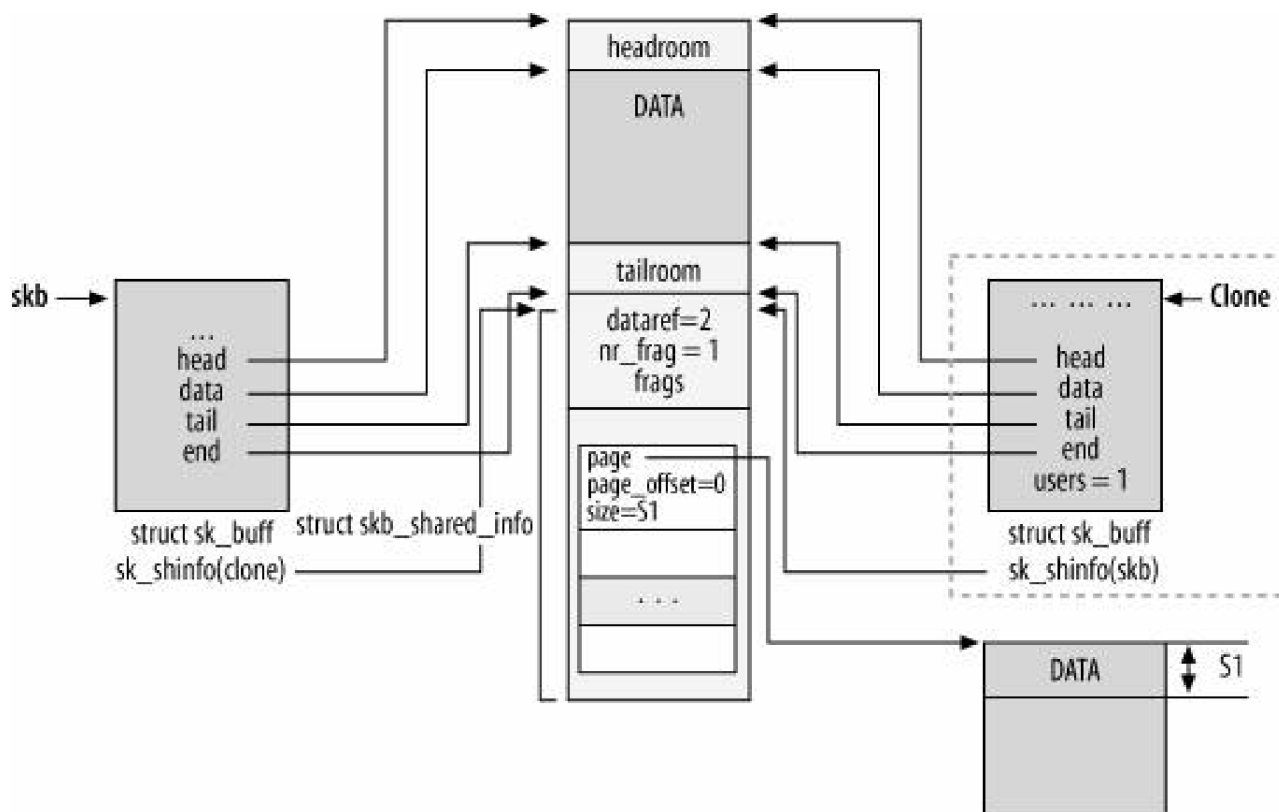 headroom
DATA
tailroom
dataref=2
nr_frag = 1
frags
page
page_offset=0
size=S1
. . .
skb
...
head
data
tail
end
struct sk_buff
sk_shinfo(clone)
struct skb_shared_info
... ... ...
Clone
head
data
tail
end
users = 1
struct sk_buff
sk_shinfo(skb)
DATA
S1